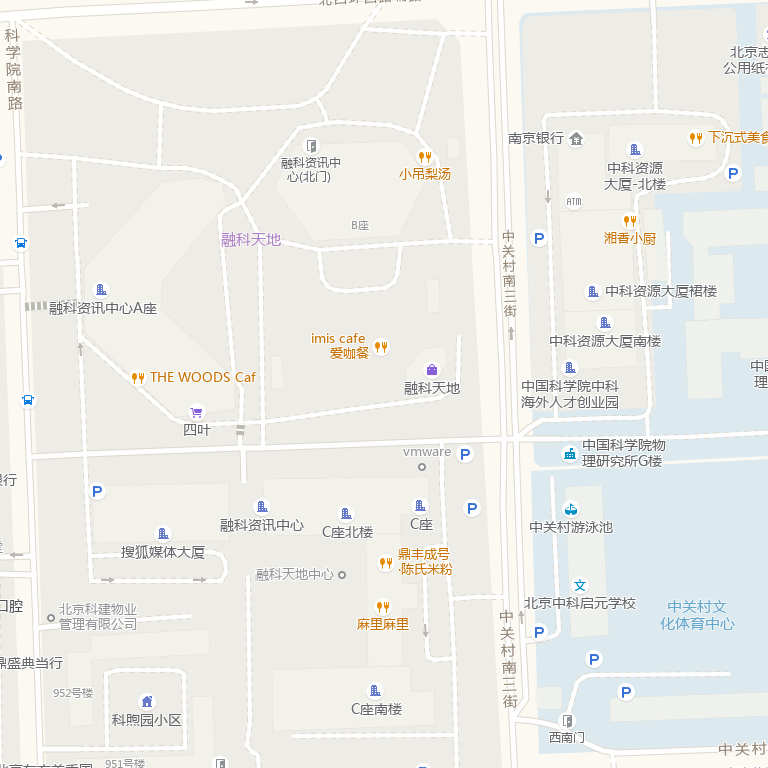 科学院南路
北京志
公用纸
南京银行
下沉式美食
融科资讯中
心(北门)
小吊梨汤
中科资源
大厦-北楼
P
ATM
B座
湘香小厨
融科天地
P
中关村南三街
融科资讯中心A座
中科资源大厦裙楼
imis cafe
爱咖餐
中科资源大厦南楼
THE WOODS Caf
融科天地
中国科学院中科
海外人才创业园
中国
理
四叶
vmware
P
中国科学院物
理研究所G楼
银行
P
P
融科资讯中心
C座北楼
C座
中关村游泳池
搜狐媒体大厦
鼎丰成号
·陈氏米粉
融科天地中心
文
口腔
北京科建物业
管理有限公司
麻里麻里
北京中科启元学校
中关村文
化体育中心
P
中关村南三街
鼎盛典当行
P
952号楼
P
科煦园小区
C座南楼
西南门
中关村
951号楼